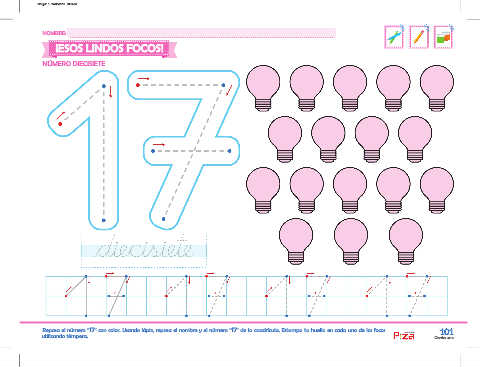 NOMBRE:
¡ESOS LINDOS FOCOS!
NÚMERO DIECISIETE
17
diecisiete
Repasa el número "17" con color. Usando lápiz, repasa el nombre y el número "17" de la cuadrícula. Estampa tu huella en cada uno de los focos
utilizando témpera.
101